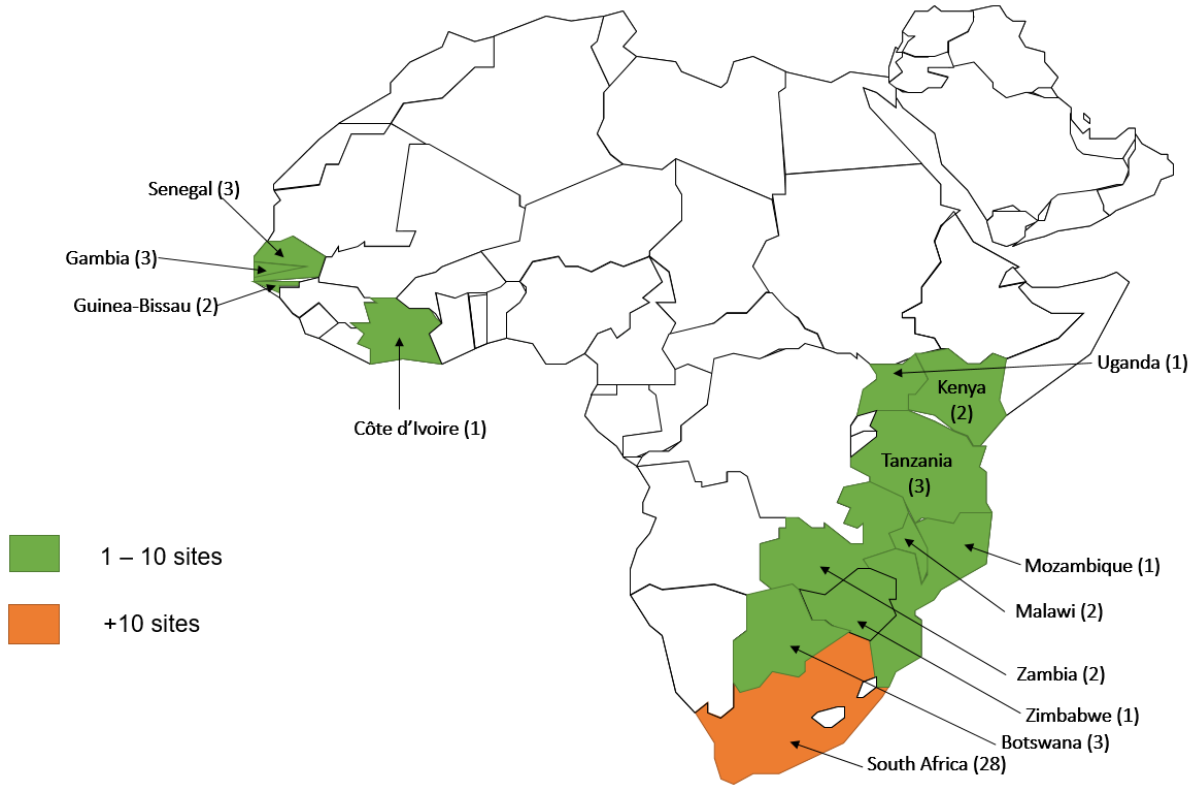 Senegal (3)
Gambia (3)
Guinea-Bissau (2)
Côte d'Ivoire (1)
Uganda (1)
Kenya
(2)
Tanzania
(3)
Mozambique (1)
Malawi (2)
Zambia (2)
Zimbabwe (1)
Botswana (3)
South Africa (28)
1 – 10 sites
+10 sites